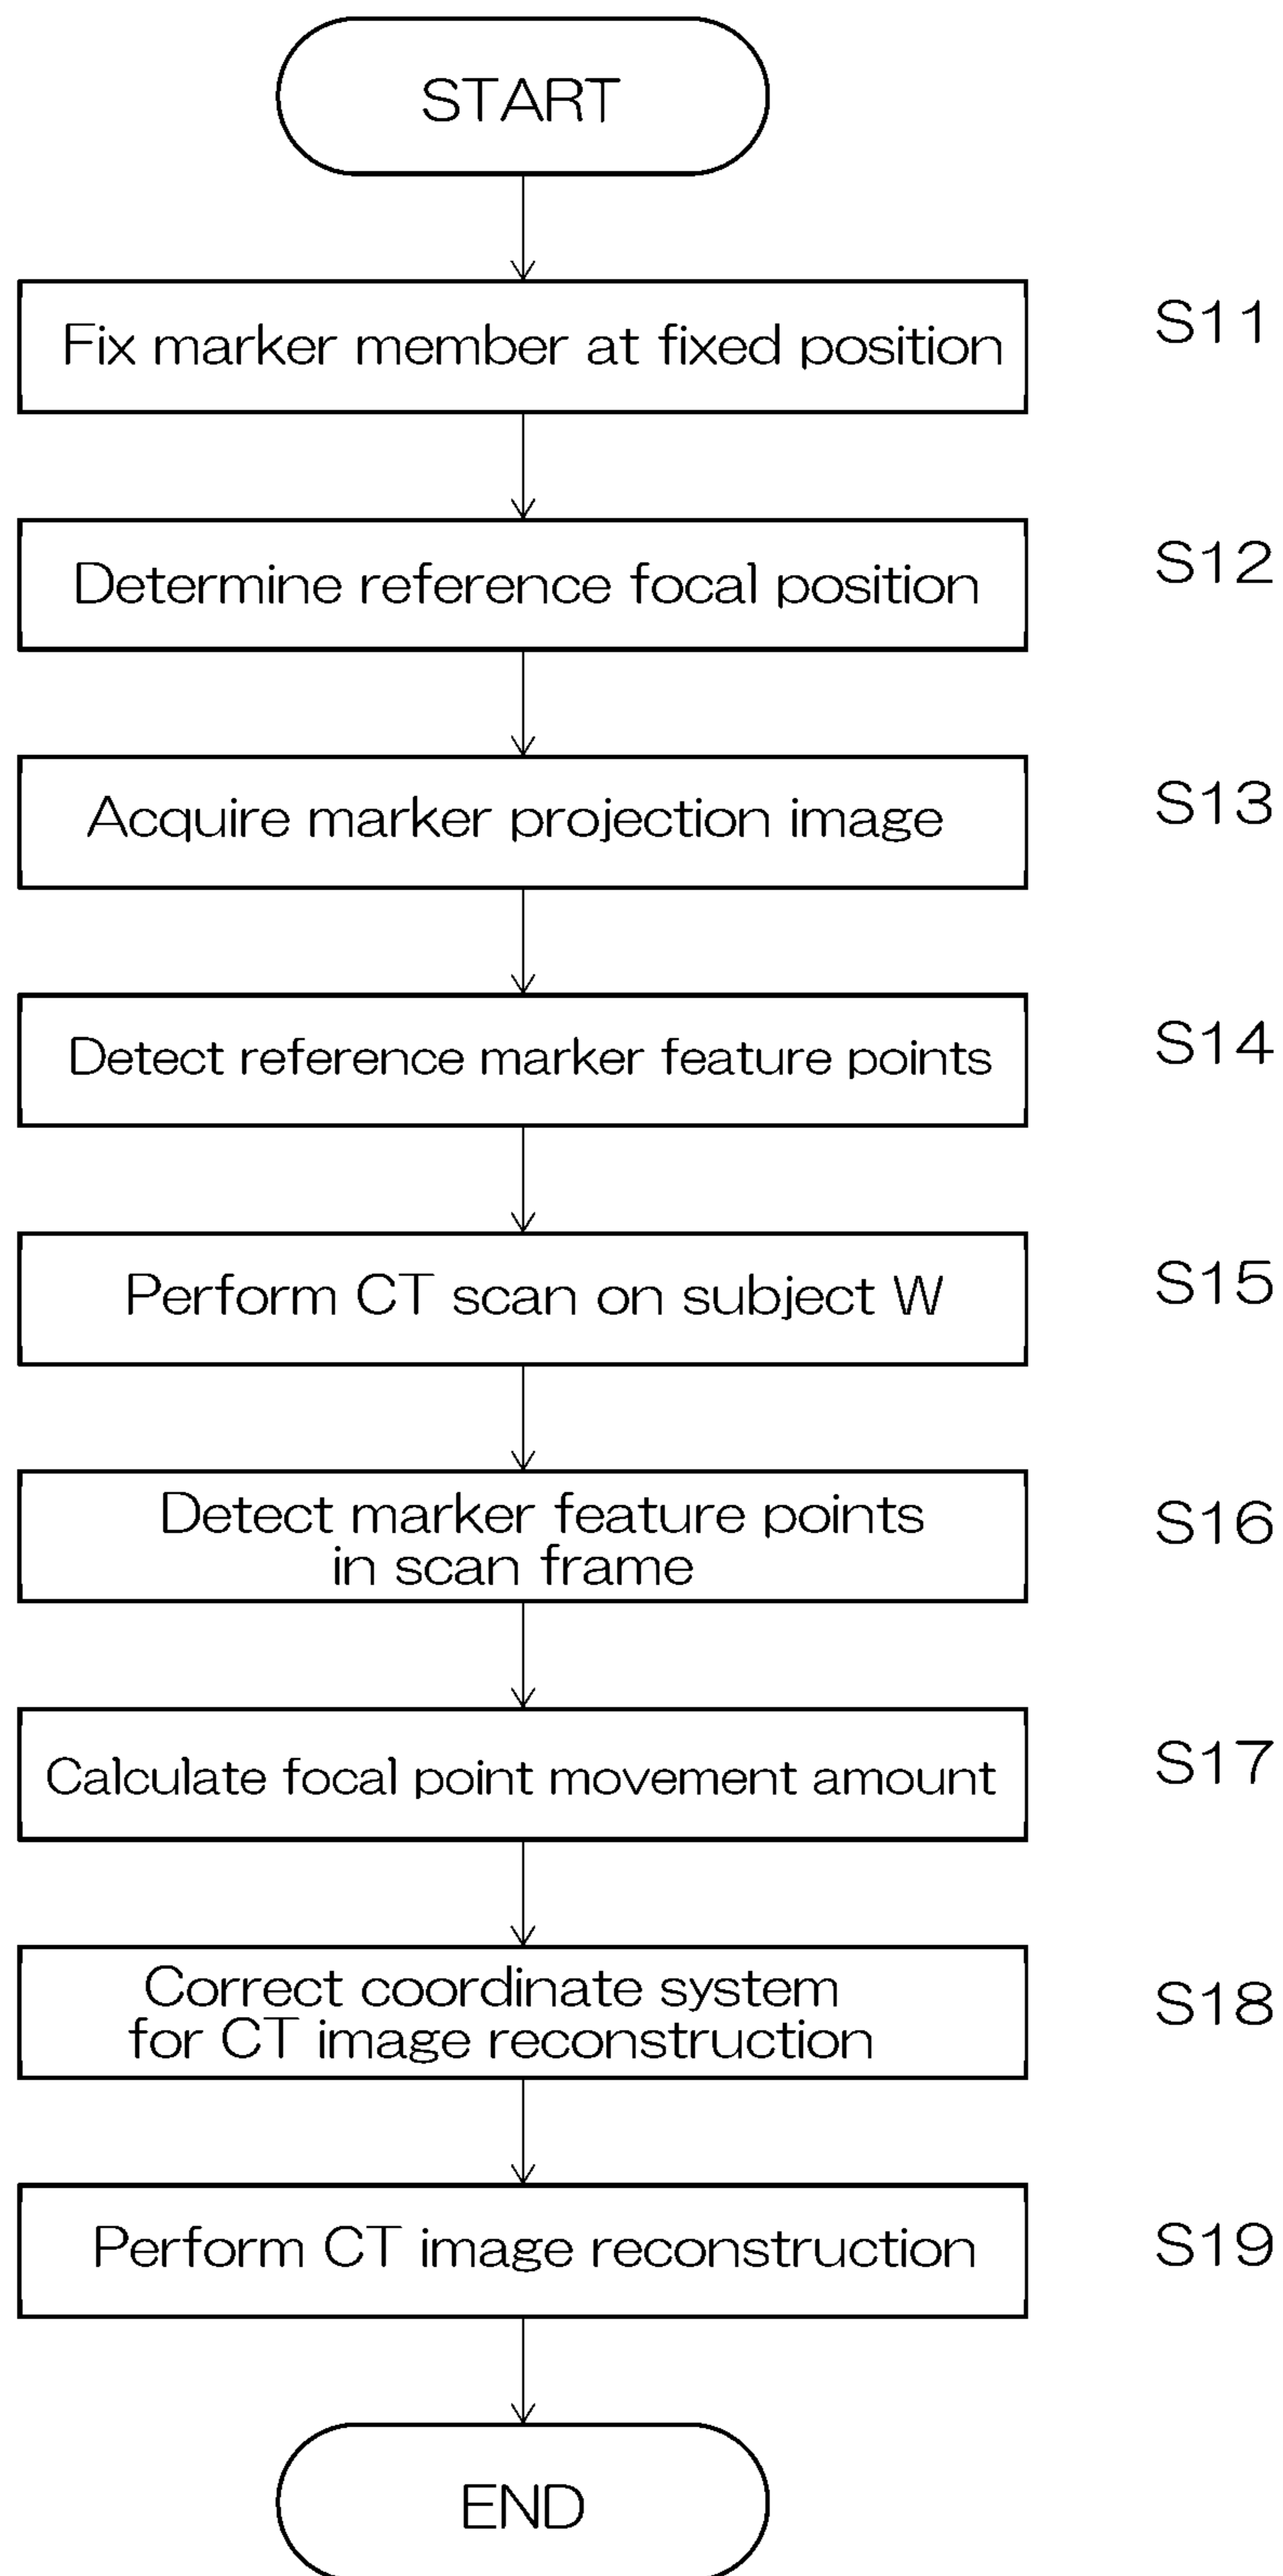 START
Fix marker member at fixed position
S11
Determine reference focal position
S12
Acquire marker projection image
S13
Detect reference marker feature points
S14
Perform CT scan on subject W
S15
Detect marker feature points
in scan frame
S16
Calculate focal point movement amount
S17
Correct coordinate system
for CT image reconstruction
S18
Perform CT image reconstruction
S19
END